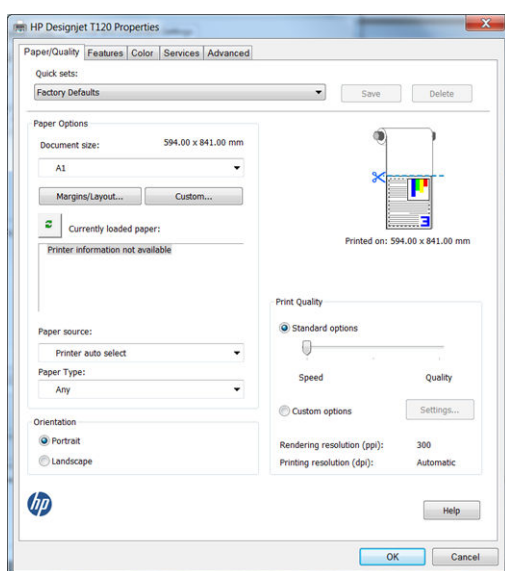 HP Designjet T120 Properties
Paper/Quality Features Color Services Advanced
Quick sets:
Factory Defaults
Save
Delete
Paper Options
Document size: 594.00 x 841.00 mm
A1
Margins/Layout...
Custom...
Currently loaded paper:
Printer information not available
Paper source:
Printer auto select
Paper Type:
Any
Orientation
Portrait
Landscape
3
Printed on: 594.00 x 841.00 mm
Print Quality
Standard options
Speed Quality
Custom options
Settings...
Rendering resolution (ppi): 300
Printing resolution (dpi): Automatic
hp
Help
OK
Cancel